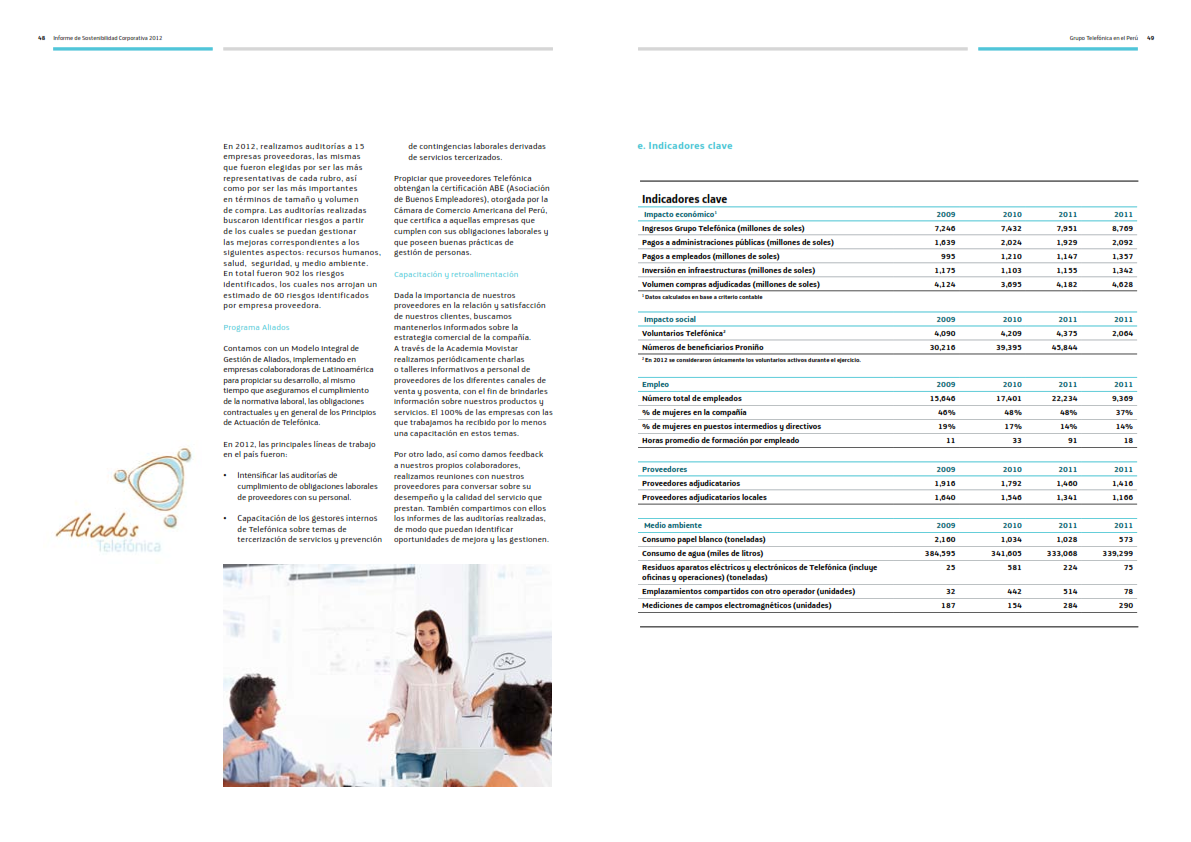 48 Informe de Sostenibilidad Corporativa 2012
En 2012, realizamos auditorías a 15
empresas proveedoras, las mismas
que fueron elegidas por ser las más
representativas de cada rubro, así
como por ser las más importantes
en términos de tamaño y volumen
de compra. Las auditorías realizadas
buscaron identificar riesgos a partir
de los cuales se puedan gestionar
las mejoras correspondientes a los
siguientes aspectos: recursos humanos,
salud, seguridad, y medio ambiente.
En total fueron 902 los riesgos
identificados, los cuales nos arrojan un
estimado de 60 riesgos identificados
por empresa proveedora.
Programa Aliados
Contamos con un Modelo Integral de
Gestión de Aliados, implementado en
empresas colaboradoras de Latinoamérica
para propiciar su desarrollo, al mismo
tiempo que aseguramos el cumplimiento
de la normativa laboral, las obligaciones
contractuales y en general de los Principios
de Actuación de Telefónica.
En 2012, las principales líneas de trabajo
en el país fueron:
• Intensificar las auditorías de
cumplimiento de obligaciones laborales
de proveedores con su personal.
• Capacitación de los gestores internos
de Telefónica sobre temas de
tercerización de servicios y prevención
Aliados
Telefónica
de contingencias laborales derivadas
de servicios tercerizados.
Propiciar que proveedores Telefónica
obtengan la certificación ABE (Asociación
de Buenos Empleadores), otorgada por la
Cámara de Comercio Americana del Perú,
que certifica a aquellas empresas que
cumplen con sus obligaciones laborales y
que poseen buenas prácticas de
gestión de personas.
Capacitación y retroalimentación
Dada la importancia de nuestros
proveedores en la relación y satisfacción
de nuestros clientes, buscamos
mantenerlos informados sobre la
estrategia comercial de la compañía.
A través de la Academia Movistar
realizamos periódicamente charlas
o talleres informativos a personal de
proveedores de los diferentes canales de
venta y posventa, con el fin de brindarles
información sobre nuestros productos y
servicios. El 100% de las empresas con las
que trabajamos ha recibido por lo menos
una capacitación en estos temas.
Por otro lado, así como damos feedback
a nuestros propios colaboradores,
realizamos reuniones con nuestros
proveedores para conversar sobre su
desempeño y la calidad del servicio que
prestan. También compartimos con ellos
los informes de las auditorías realizadas,
de modo que puedan identificar
oportunidades de mejora y las gestionen.
Grupo Telefónica en el Perú 49
e. Indicadores clave
Indicadores clave
Impacto económico¹ 2009 2010 2011 2011
Ingresos Grupo Telefónica (millones de soles) 7,246 7,432 7,951 8,769
Pagos a administraciones públicas (millones de soles) 1,639 2,024 1,929 2,092
Pagos a empleados (millones de soles) 995 1,210 1,147 1,357
Inversión en infraestructuras (millones de soles) 1,175 1,103 1,155 1,342
Volumen compras adjudicadas (millones de soles) 4,124 3,695 4,182 4,628
¹ Datos calculados en base a criterio contable
Impacto social 2009 2010 2011 2011
Voluntarios Telefónica² 4,090 4,209 4,375 2,064
Números de beneficiarios Proniño 30,216 39,395 45,844
² En 2012 se consideraron únicamente los voluntarios activos durante el ejercicio.
Empleo 2009 2010 2011 2011
Número total de empleados 15,646 17,401 22,234 9,369
% de mujeres en la compañía 46% 48% 48% 37%
% de mujeres en puestos intermedios y directivos 19% 17% 14% 14%
Horas promedio de formación por empleado 11 33 91 18
Proveedores 2009 2010 2011 2011
Proveedores adjudicatarios 1,916 1,792 1,460 1,416
Proveedores adjudicatarios locales 1,640 1,546 1,341 1,166
Medio ambiente 2009 2010 2011 2011
Consumo papel blanco (toneladas) 2,160 1,034 1,028 573
Consumo de agua (miles de litros) 384,595 341,605 333,068 339,299
Residuos aparatos eléctricos y electrónicos de Telefónica (incluye 25 581 224 75
oficinas y operaciones) (toneladas)
Emplazamientos compartidos con otro operador (unidades) 32 442 514 78
Mediciones de campos electromagnéticos (unidades) 187 154 284 290